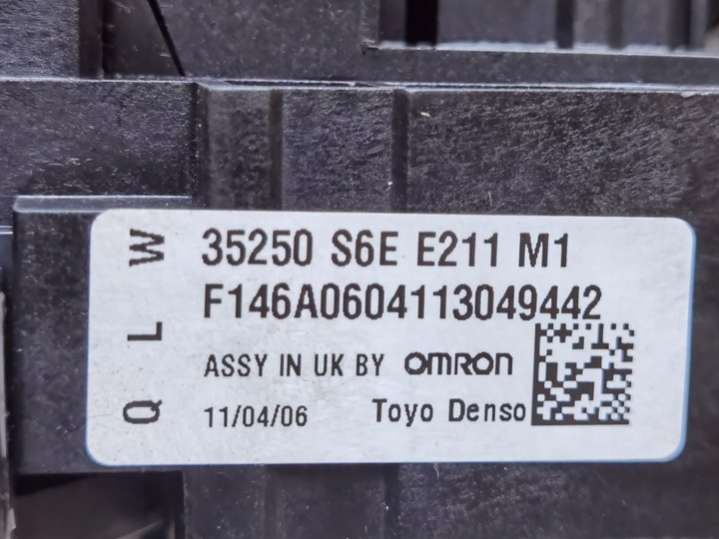 35250 S6E E211 M1
F146A0604113049442
ASSY IN UK BY OMRON
11/04/06 Toyo Denso
Q L W